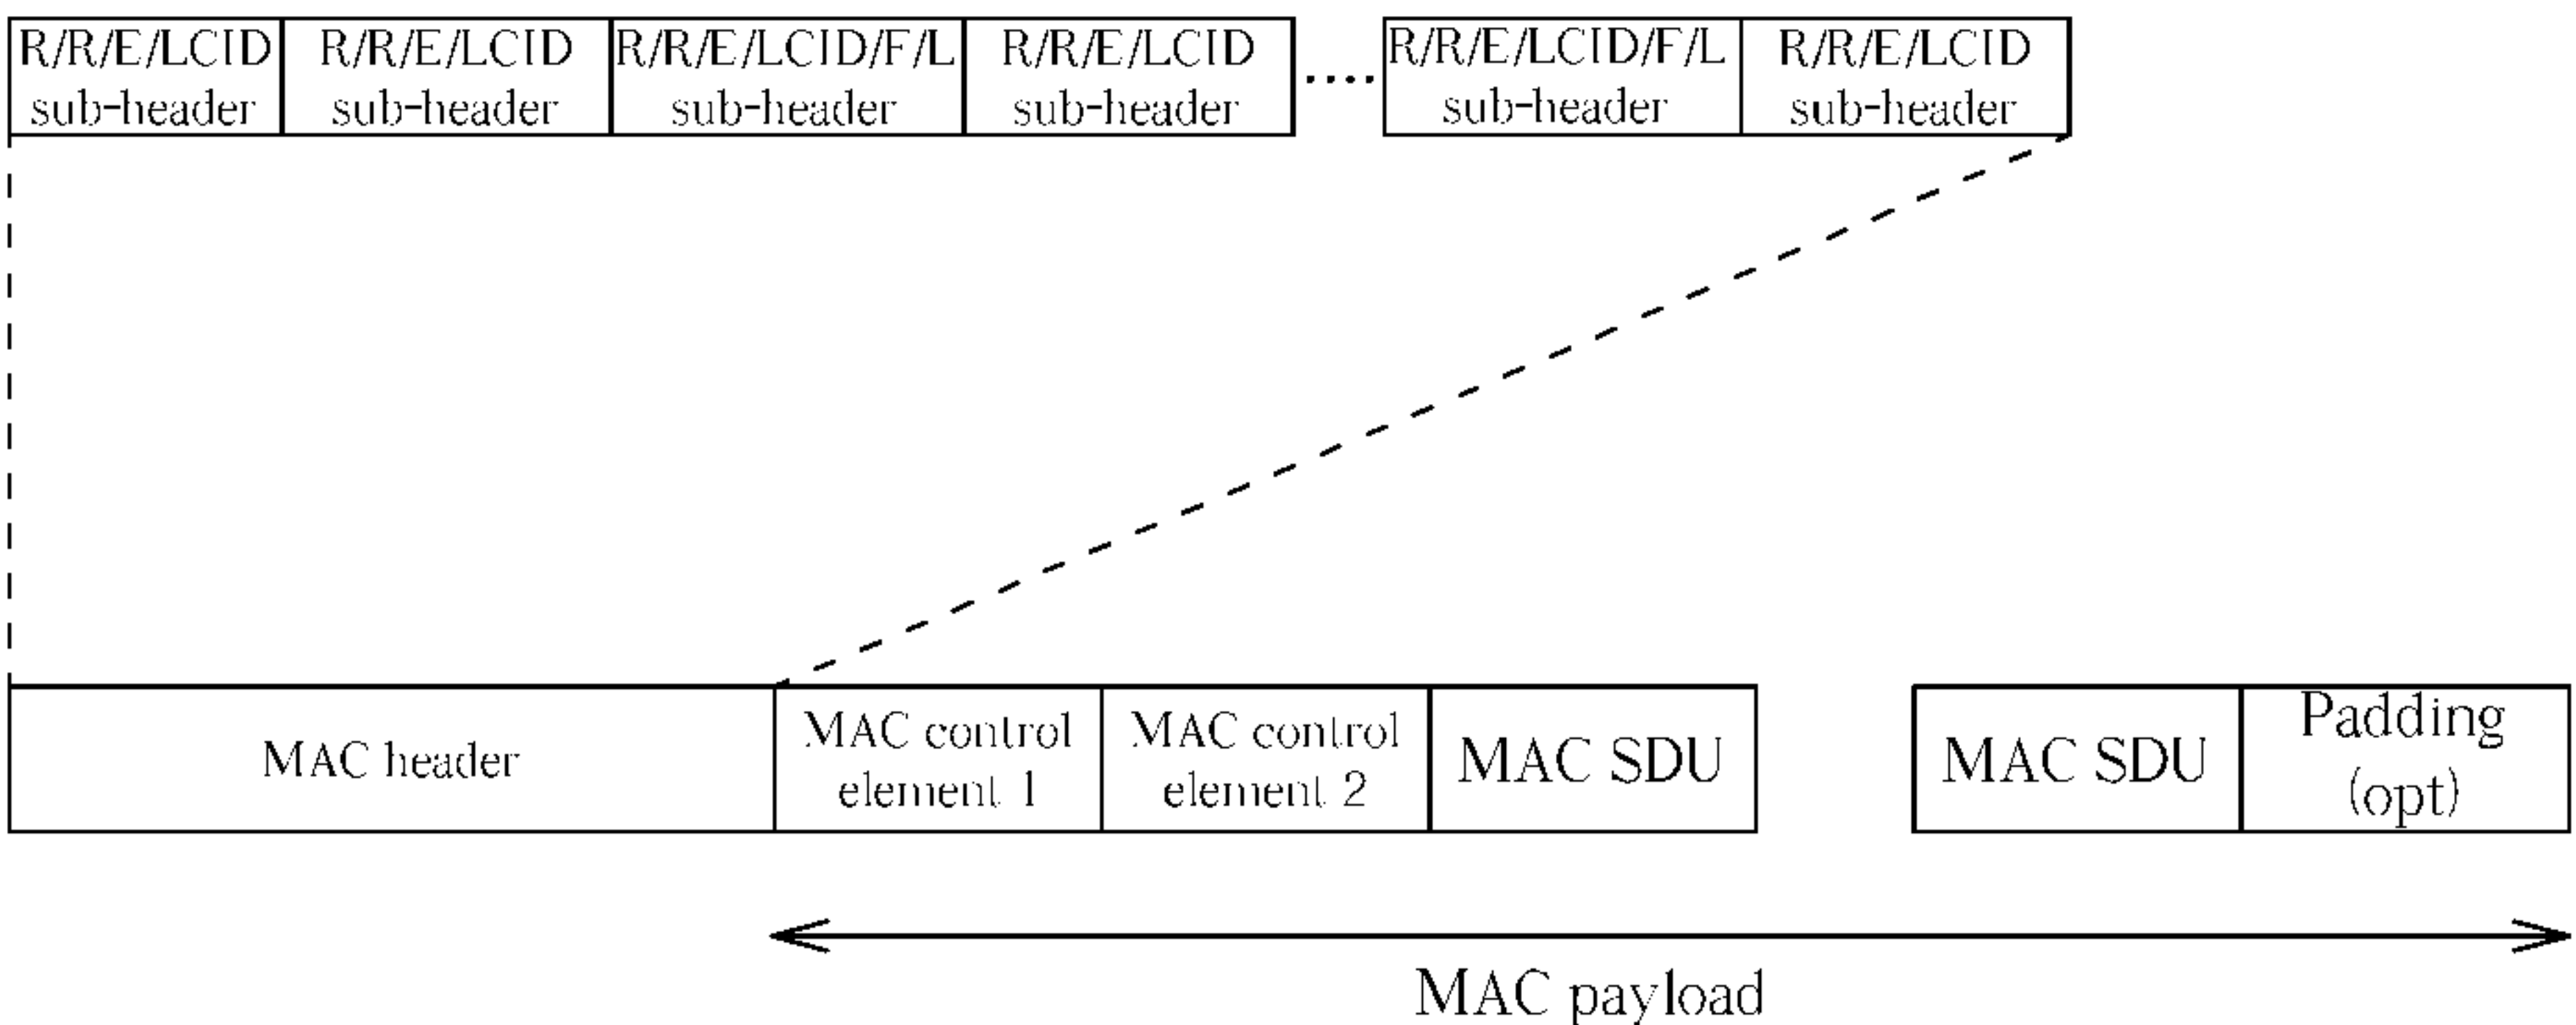 R/R/E/LCID
sub-header
R/R/E/LCID
sub-header
R/R/E/LCID/F/L
sub-header
R/R/E/LCID
sub-header
....
R/R/E/LCID/F/L
sub-header
R/R/E/LCID
sub-header
MAC header
MAC control
element 1
MAC control
element 2
MAC SDU
MAC SDU
Padding
(opt)
MAC payload